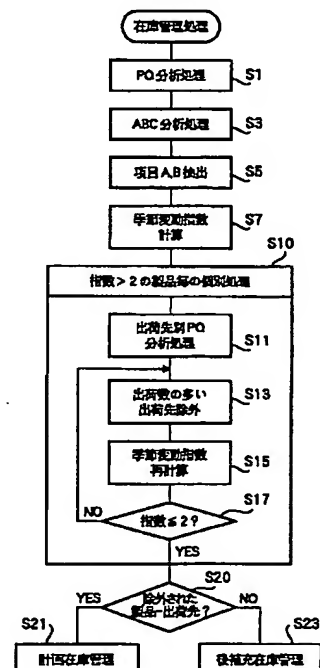 在庫管理処理
PQ分析処理
S1
ABC分析処理
S3
項目A,B抽出
S5
季節変動指数
計算
S7
S10
指数>2の製品毎の個別処理
出荷先別PQ
分析処理
S11
出荷数の多い
出荷先除外
S13
季節変動指数
再計算
S15
S17
NO
指数≦2?
YES
S20
YES
除外された
製品-出荷先?
NO
S21
S23
計画在庫管理
後補充在庫管理